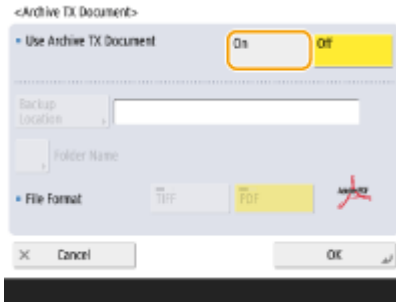 <Archive TX Document>
Use Archive TX Document
On
Off
Backup
Location
Folder Name
File Format
TIFF
PDF
Cancel
OK